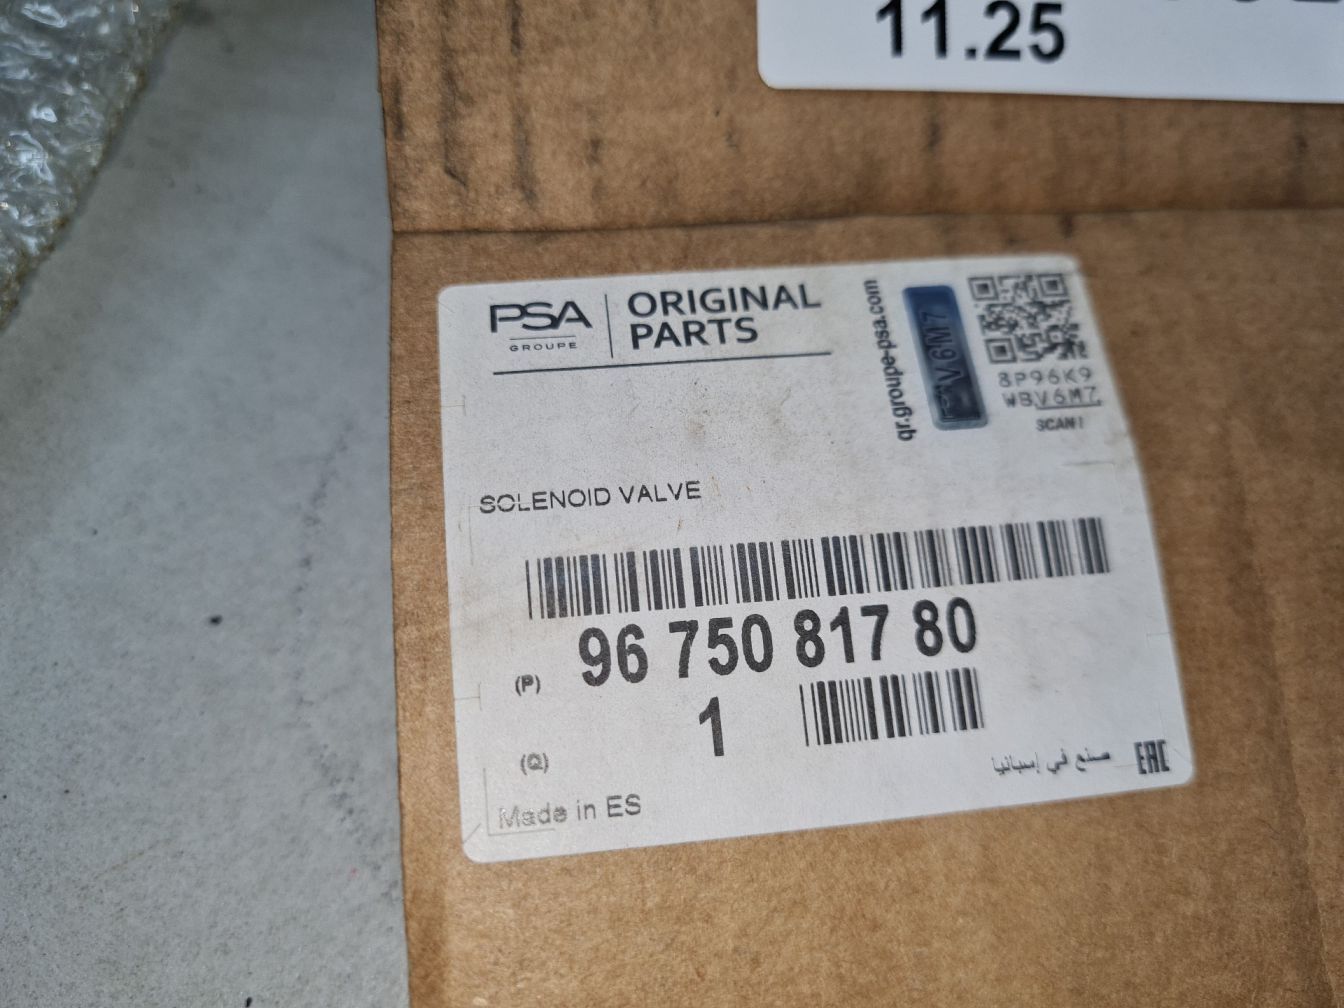 11.25
PSA
GROUPE
ORIGINAL
PARTS
qr.groupe-psa.com
V6M7
8P96K9
WBV6M7
SCAN!
SOLENOID VALVE
(P) 96 750 817 80
(Q) 1
Made in ES
صنع في إسبانيا
EAC